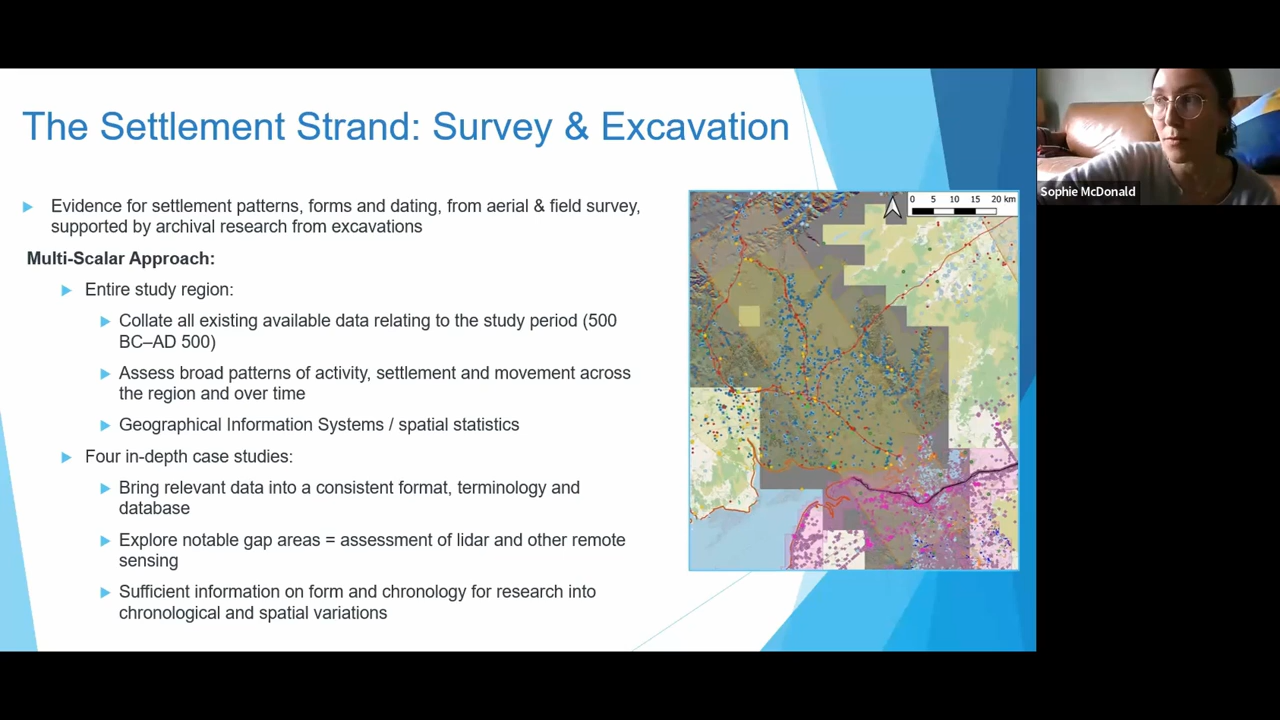 The Settlement Strand: Survey & Excavation
Evidence for settlement patterns, forms and dating, from aerial & field survey,
supported by archival research from excavations
Multi-Scalar Approach:
Entire study region:
Collate all existing available data relating to the study period (500
BC–AD 500)
Assess broad patterns of activity, settlement and movement across
the region and over time
Geographical Information Systems / spatial statistics
Four in-depth case studies:
Bring relevant data into a consistent format, terminology and
database
Explore notable gap areas = assessment of lidar and other remote
sensing
Sufficient information on form and chronology for research into
chronological and spatial variations
0 5 10 15 20 km
Sophie McDonald